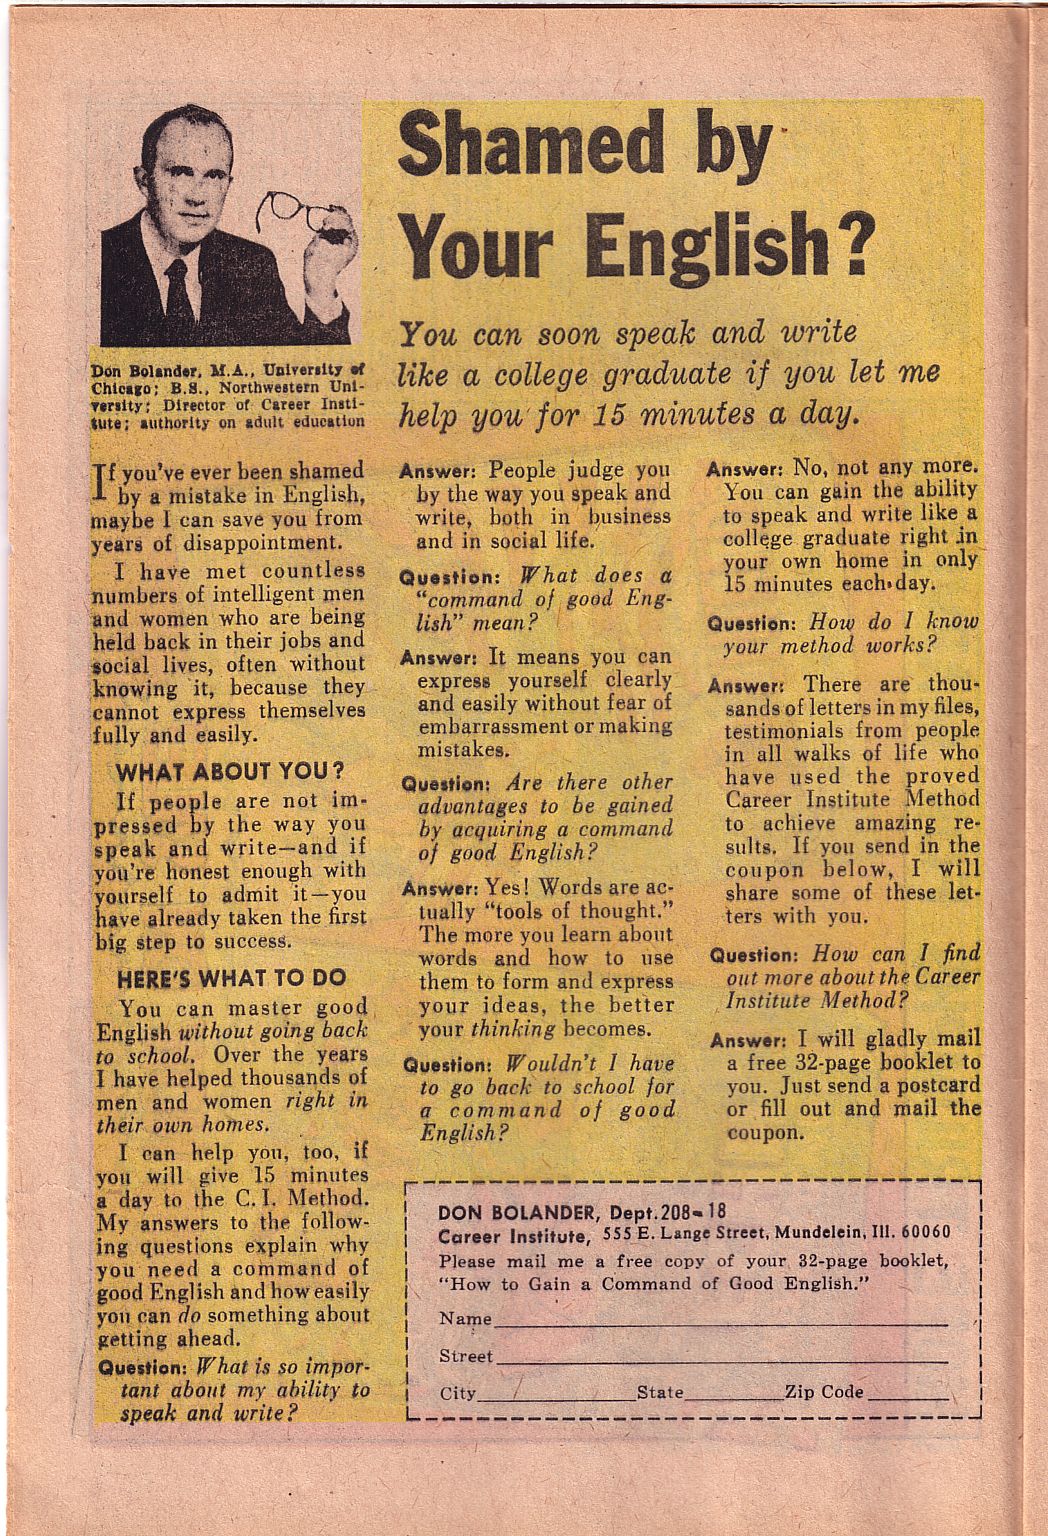 Shamed by
Your English?
You can soon speak and write
like a college graduate if you let me
help you for 15 minutes a day.
Don Bolander, M.A., University of
Chicago; B.S., Northwestern Uni-
versity; Director of Career Insti-
tute; authority on adult education
If you've ever been shamed
by a mistake in English,
maybe I can save you from
years of disappointment.
I have met countless
numbers of intelligent men
and women who are being
held back in their jobs and
social lives, often without
knowing it, because they
cannot express themselves
fully and easily.
WHAT ABOUT YOU?
If people are not im-
pressed by the way you
speak and write—and if
you're honest enough with
yourself to admit it—you
have already taken the first
big step to success.
HERE'S WHAT TO DO
You can master good
English without going back
to school. Over the years
I have helped thousands of
men and women right in
their own homes.
I can help you, too, if
you will give 15 minutes
a day to the C. I. Method.
My answers to the follow-
ing questions explain why
you need a command of
good English and how easily
you can do something about
getting ahead.
Question: What is so impor-
tant about my ability to
speak and write?
Answer: People judge you
by the way you speak and
write, both in business
and in social life.
Question: What does a
"command of good Eng-
lish" mean?
Answer: It means you can
express yourself clearly
and easily without fear of
embarrassment or making
mistakes.
Question: Are there other
advantages to be gained
by acquiring a command
of good English?
Answer: Yes! Words are ac-
tually "tools of thought."
The more you learn about
words and how to use
them to form and express
your ideas, the better
your thinking becomes.
Question: Wouldn't I have
to go back to school for
a command of good
English?
Answer: No, not any more.
You can gain the ability
to speak and write like a
college graduate right in
your own home in only
15 minutes each day.
Question: How do I know
your method works?
Answer: There are thou-
sands of letters in my files,
testimonials from people
in all walks of life who
have used the proved
Career Institute Method
to achieve amazing re-
sults. If you send in the
coupon below, I will
share some of these let-
ters with you.
Question: How can I find
out more about the Career
Institute Method?
Answer: I will gladly mail
a free 32-page booklet to
you. Just send a postcard
or fill out and mail the
coupon.
DON BOLANDER, Dept. 208-18
Career Institute, 555 E. Lange Street, Mundelein, Ill. 60060
Please mail me a free copy of your 32-page booklet,
"How to Gain a Command of Good English."
Name
Street
City State Zip Code